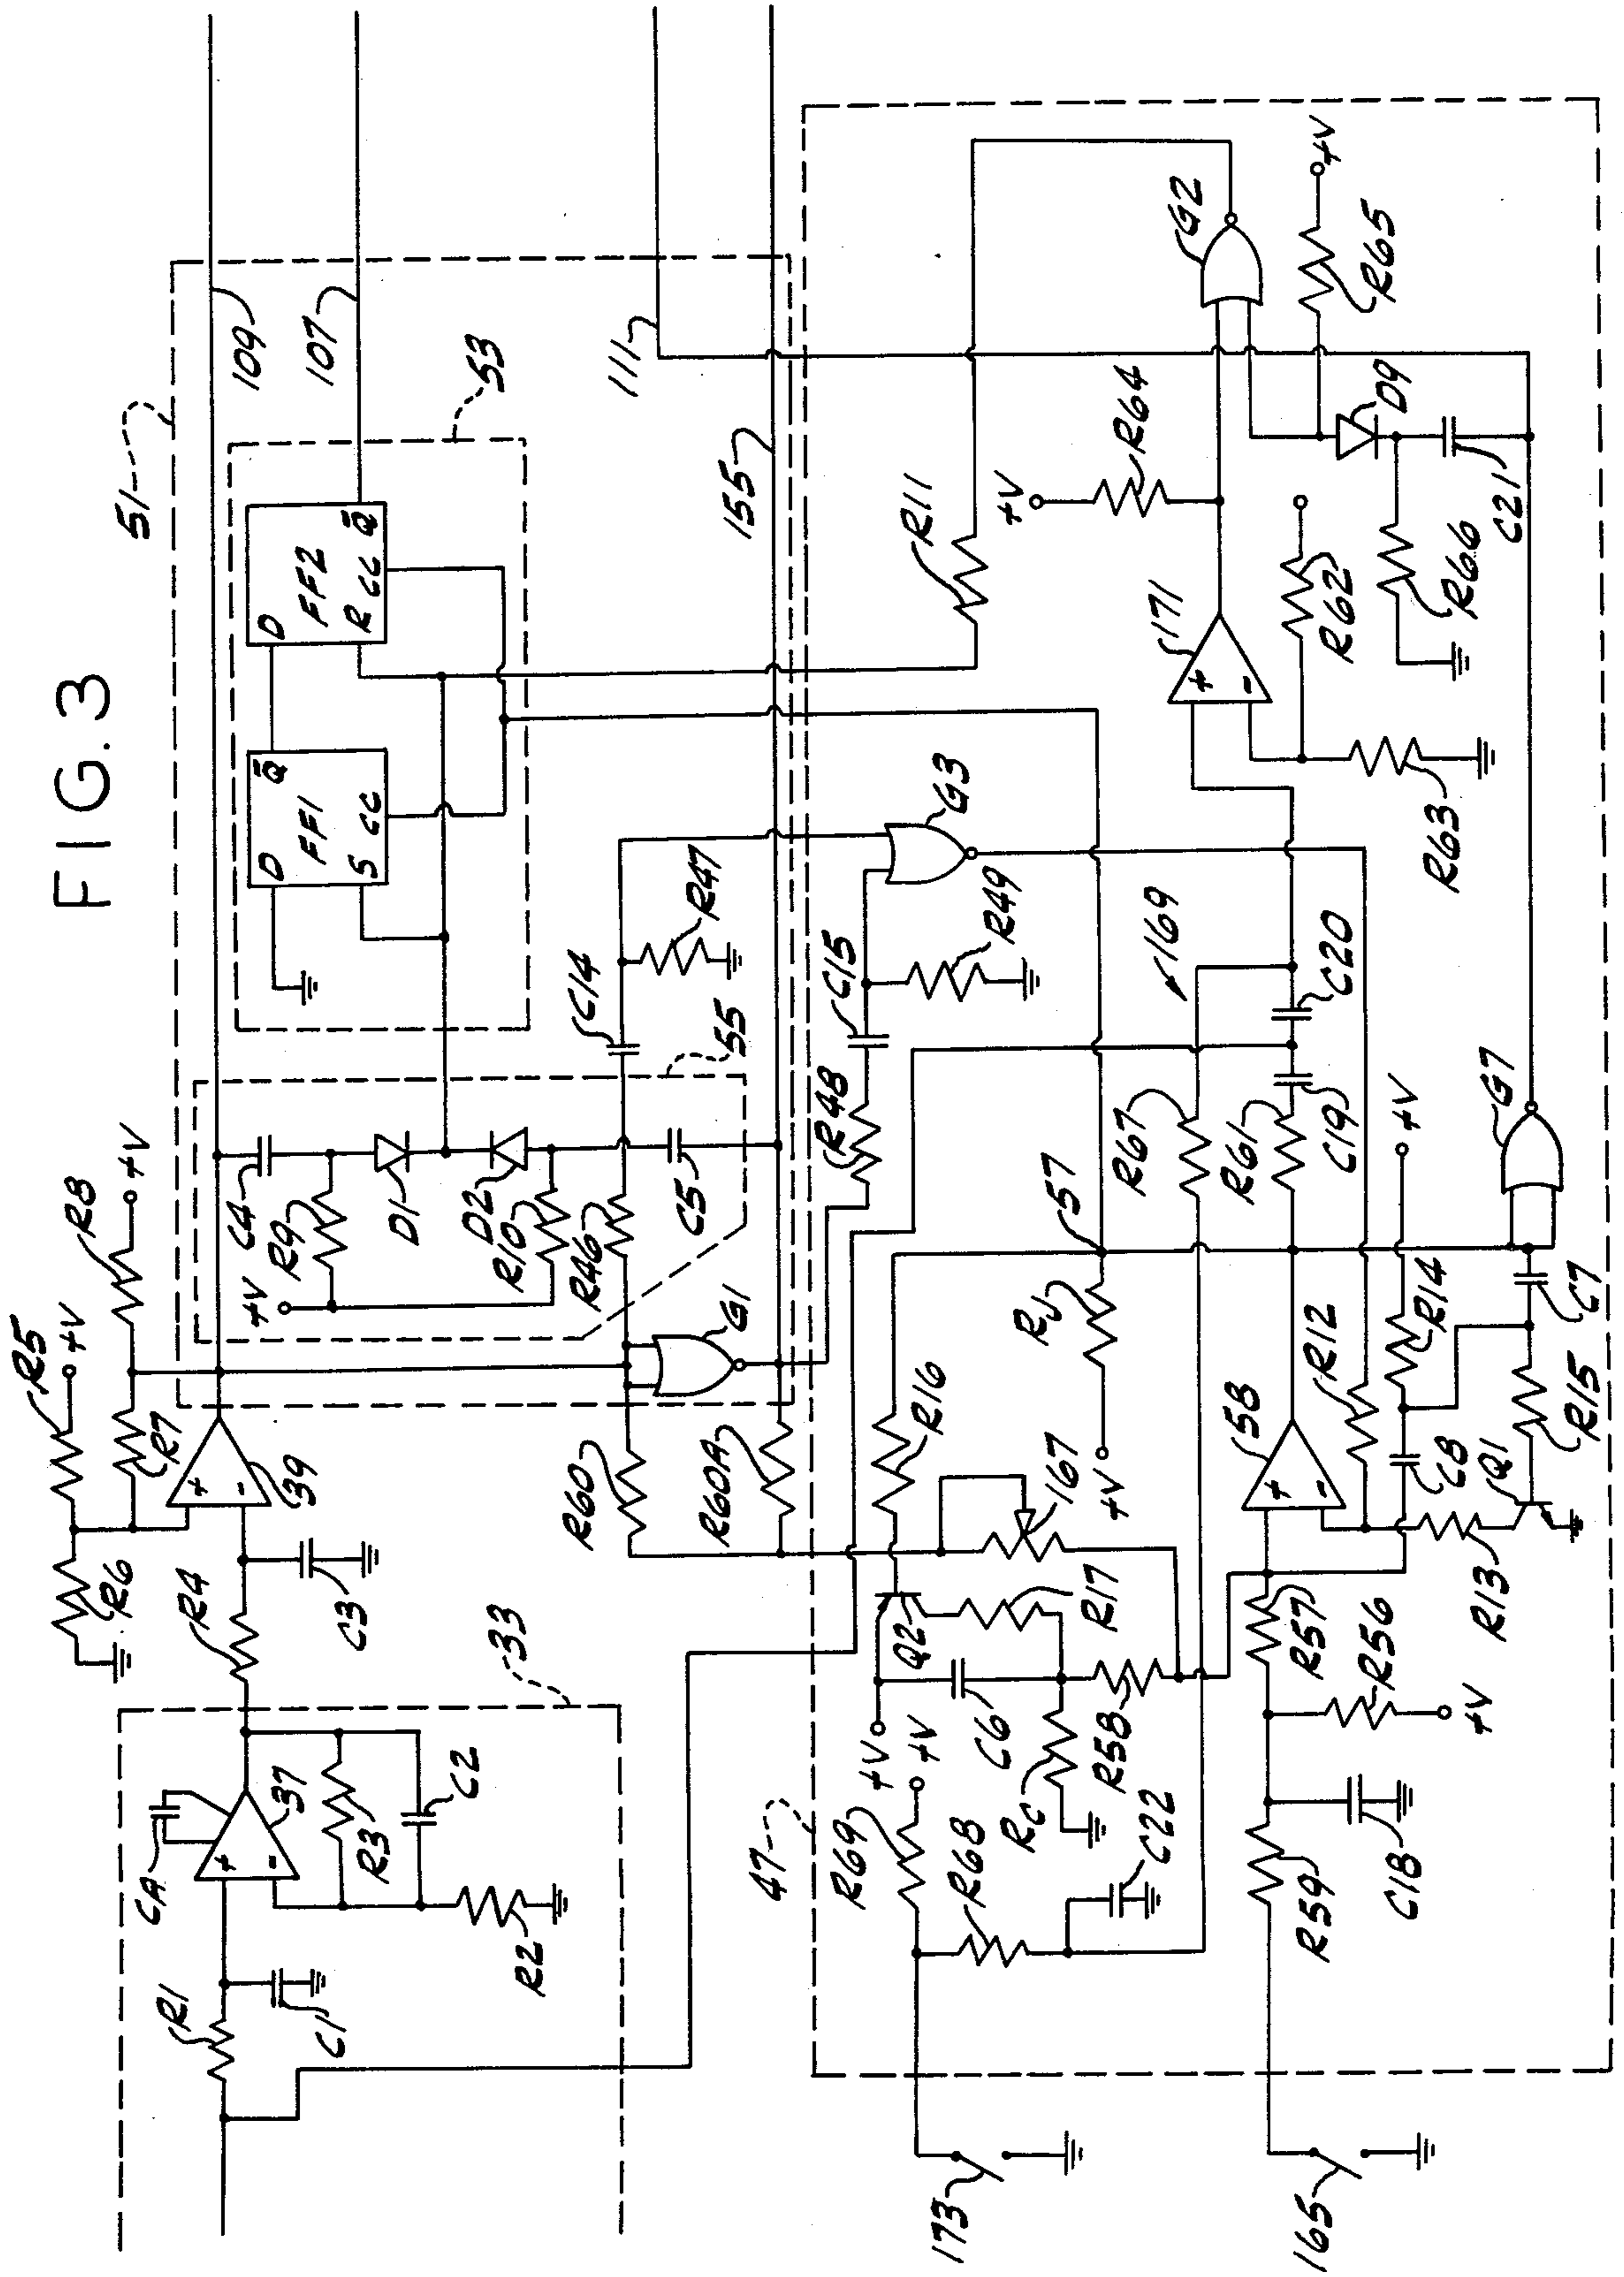 FIG. 3
51
109
107
53
111
155
D
FF1
S
CC
Q̅
D
FF2
R
CC
Q̅
R5
+V
R8
+V
R6
R7
+
-
39
R4
C3
33
CA
+
-
37
R1
C1
R3
C2
R2
C4
R9
+V
D1
D2
R10
R46
C5
55
C14
R47
G1
R60
R60A
R48
C15
R49
G3
R11
G2
+V
R64
R65
+V
D9
171
+
-
R62
R66
C21
R63
169
C20
R67
R61
C19
57
RJ
+V
R16
167
Q2
R17
+V
+V
C6
RC
R58
R69
R68
C22
47
58
+
-
R12
R14
+V
C8
Q1
R15
C7
G7
R13
R57
R56
+V
R59
C18
173
165